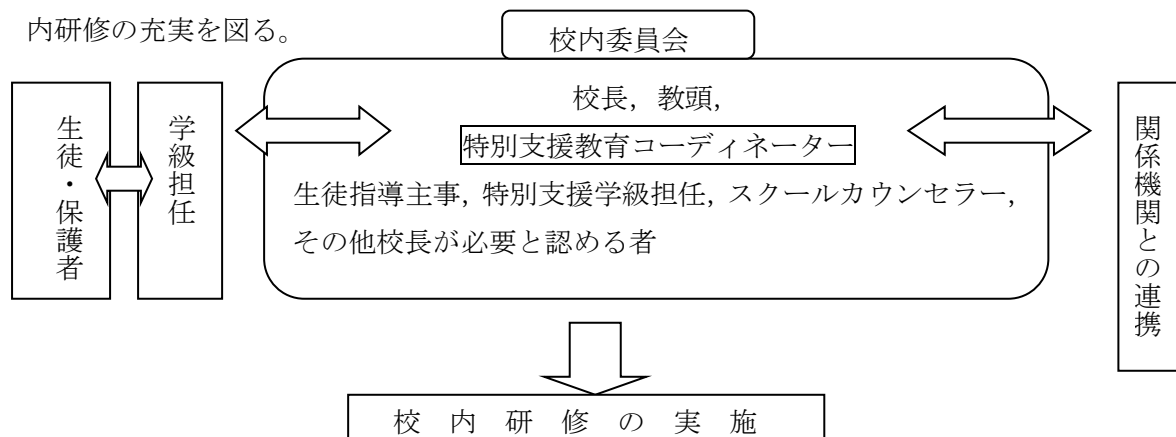 内研修の充実を図る。
校内委員会
生徒・保護者
学級担任
校長，教頭，
特別支援教育コーディネーター
生徒指導主事，特別支援学級担任，スクールカウンセラー，
その他校長が必要と認める者
関係機関との連携
校内研修の実施